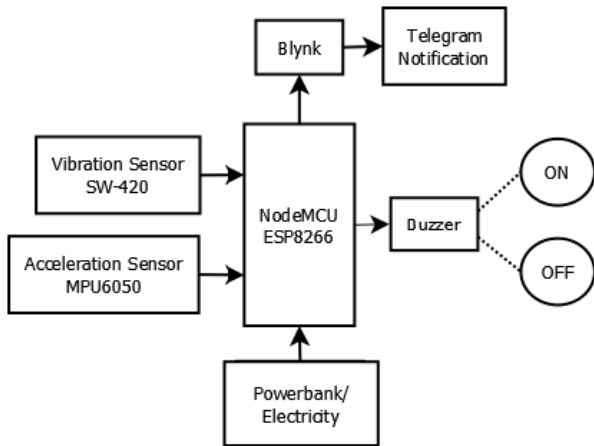 Blynk
Telegram
Notification
Vibration Sensor
SW-420
Acceleration Sensor
MPU6050
NodeMCU
ESP8266
Buzzer
ON
OFF
Powerbank/
Electricity